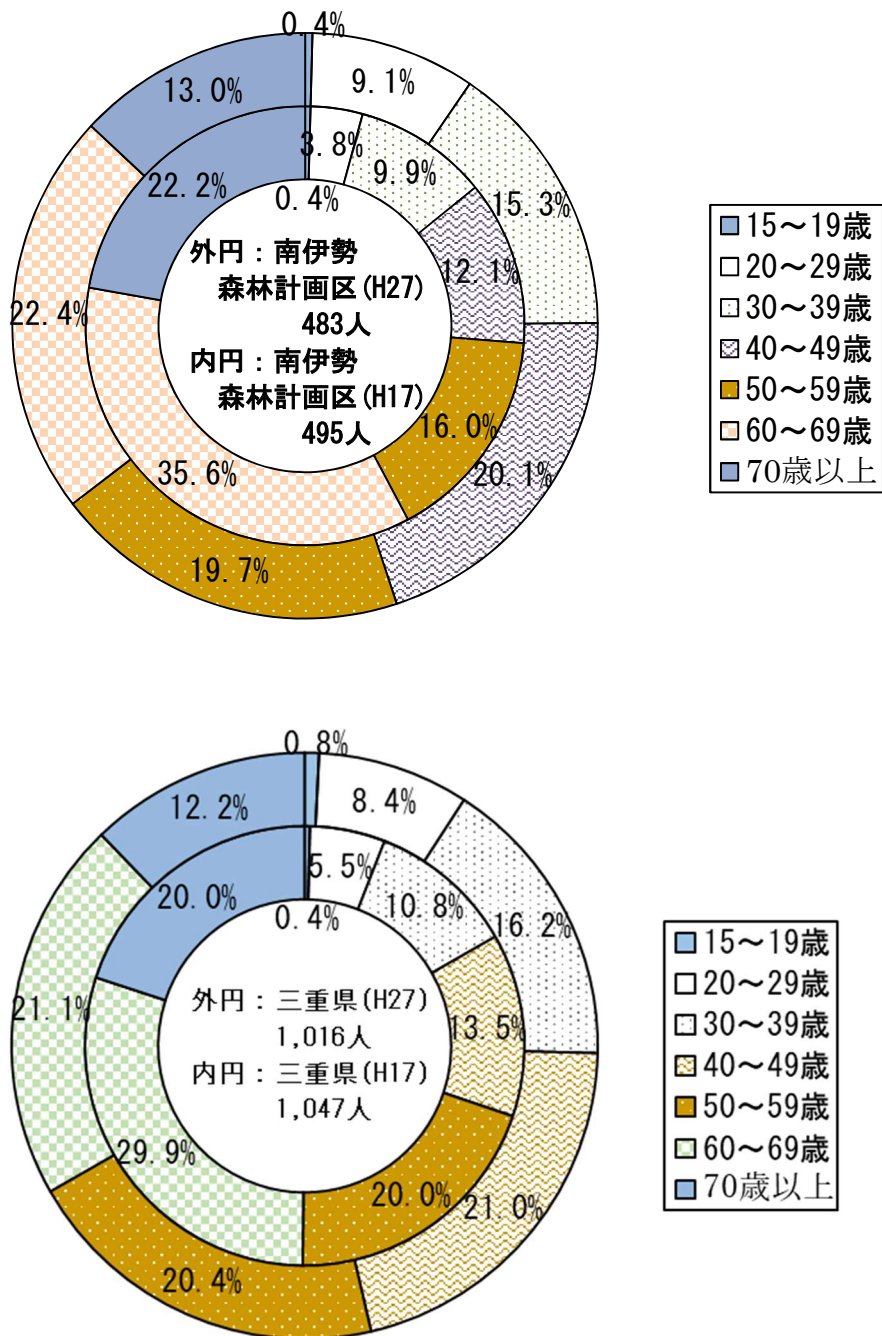 0.4%
9.1%
13.0%
3.8%
9.9%
22.2%
0.4%
15.3%
外円：南伊勢
森林計画区(H27)
483人
内円：南伊勢
森林計画区(H17)
495人
12.1%
22.4%
16.0%
35.6%
20.1%
19.7%
15～19歳
20～29歳
30～39歳
40～49歳
50～59歳
60～69歳
70歳以上
0.8%
8.4%
12.2%
5.5%
10.8%
20.0%
0.4%
16.2%
外円：三重県(H27)
1,016人
内円：三重県(H17)
1,047人
21.1%
13.5%
29.9%
20.0%
21.0%
20.4%
15～19歳
20～29歳
30～39歳
40～49歳
50～59歳
60～69歳
70歳以上